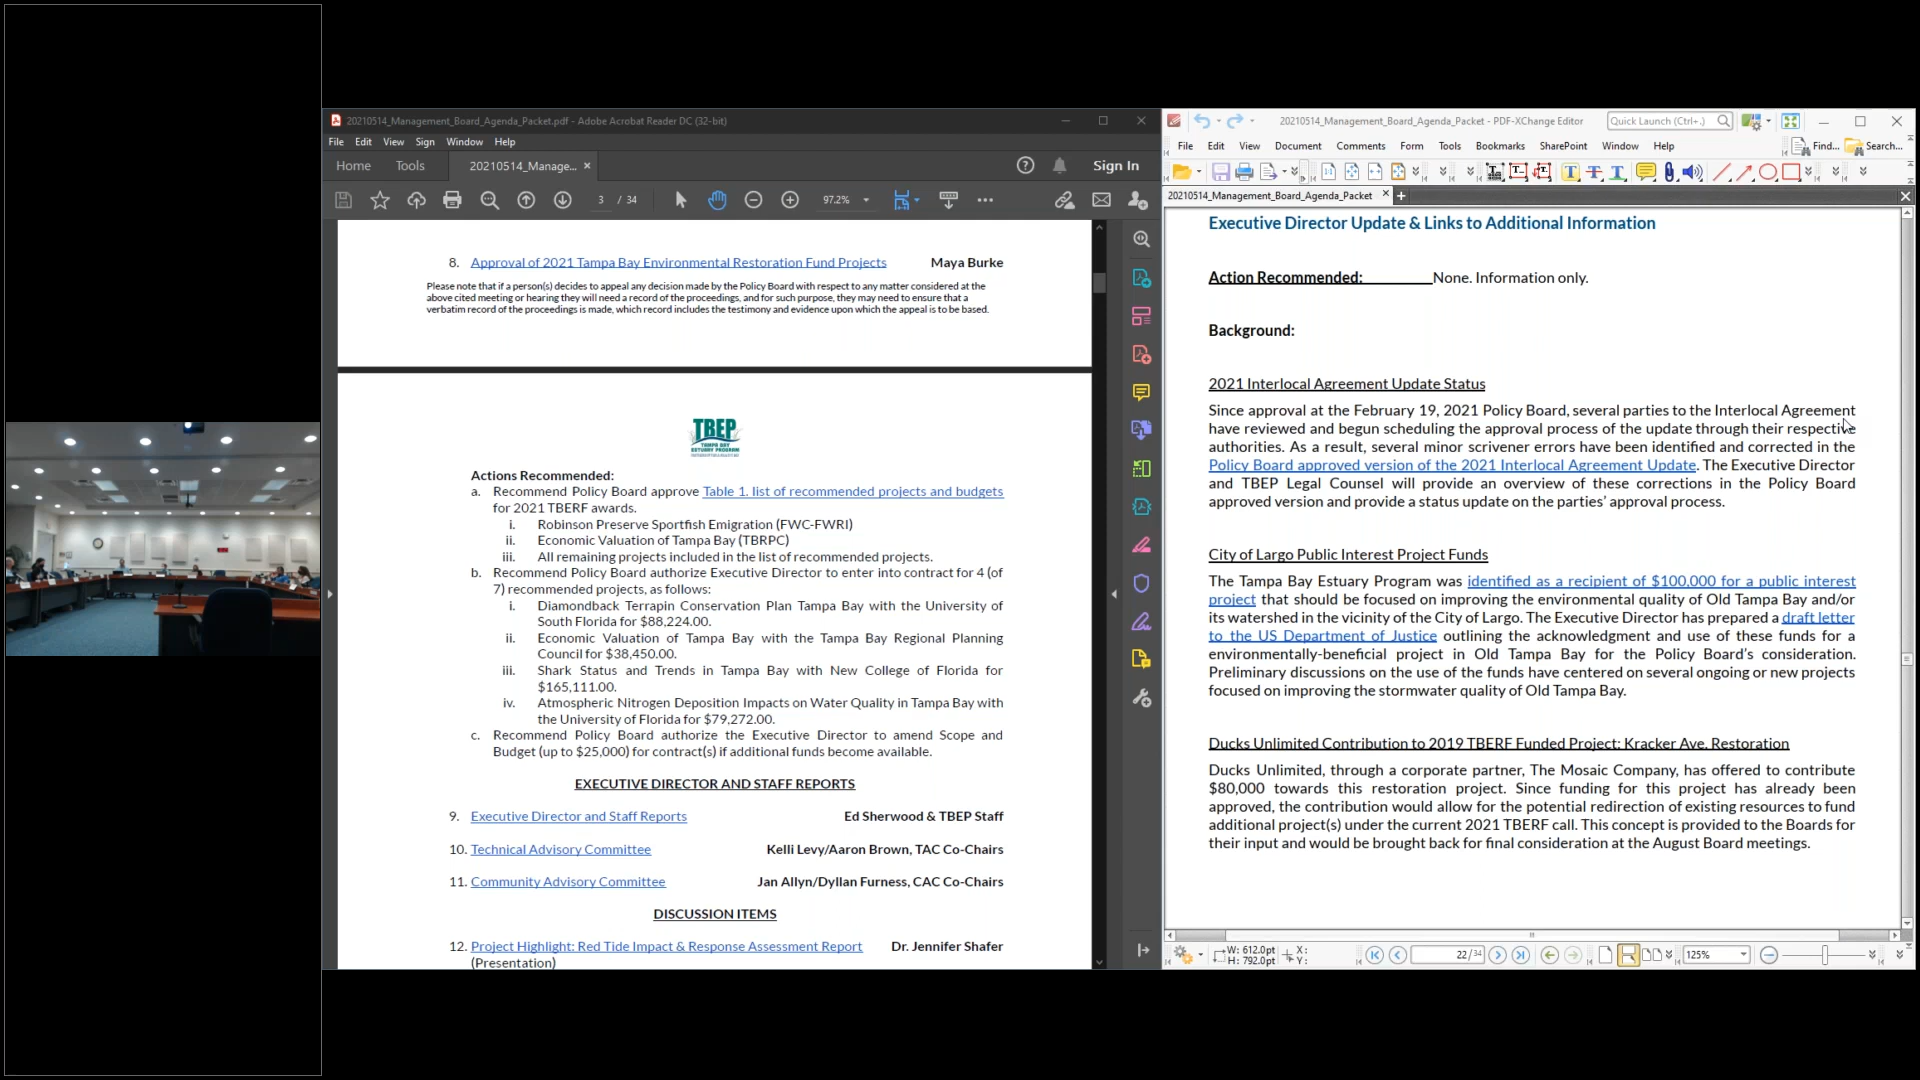 20210514_Management_Board_Agenda_Packet.pdf - Adobe Acrobat Reader DC (32-bit)
File Edit View Sign Window Help
Home Tools 20210514_Manage... × Sign In
3 / 34 97.2%
8. Approval of 2021 Tampa Bay Environmental Restoration Fund Projects Maya Burke
Please note that if a person(s) decides to appeal any decision made by the Policy Board with respect to any matter considered at the
above cited meeting or hearing they will need a record of the proceedings, and for such purpose, they may need to ensure that a
verbatim record of the proceedings is made, which record includes the testimony and evidence upon which the appeal is to be based.
TBEP
TAMPA BAY
ESTUARY PROGRAM
Actions Recommended:
a. Recommend Policy Board approve Table 1. list of recommended projects and budgets
for 2021 TBERF awards.
i. Robinson Preserve Sportfish Emigration (FWC-FWRI)
ii. Economic Valuation of Tampa Bay (TBRPC)
iii. All remaining projects included in the list of recommended projects.
b. Recommend Policy Board authorize Executive Director to enter into contract for 4 (of
7) recommended projects, as follows:
i. Diamondback Terrapin Conservation Plan Tampa Bay with the University of
South Florida for $88,224.00.
ii. Economic Valuation of Tampa Bay with the Tampa Bay Regional Planning
Council for $38,450.00.
iii. Shark Status and Trends in Tampa Bay with New College of Florida for
$165,111.00.
iv. Atmospheric Nitrogen Deposition Impacts on Water Quality in Tampa Bay with
the University of Florida for $79,272.00.
c. Recommend Policy Board authorize the Executive Director to amend Scope and
Budget (up to $25,000) for contract(s) if additional funds become available.
EXECUTIVE DIRECTOR AND STAFF REPORTS
9. Executive Director and Staff Reports Ed Sherwood & TBEP Staff
10. Technical Advisory Committee Kelli Levy/Aaron Brown, TAC Co-Chairs
11. Community Advisory Committee Jan Allyn/Dyllan Furness, CAC Co-Chairs
DISCUSSION ITEMS
12. Project Highlight: Red Tide Impact & Response Assessment Report Dr. Jennifer Shafer
(Presentation)
20210514_Management_Board_Agenda_Packet - PDF-XChange Editor Quick Launch (Ctrl+.)
File Edit View Document Comments Form Tools Bookmarks SharePoint Window Help Find... Search...
20210514_Management_Board_Agenda_Packet
Executive Director Update & Links to Additional Information
Action Recommended: None. Information only.
Background:
2021 Interlocal Agreement Update Status
Since approval at the February 19, 2021 Policy Board, several parties to the Interlocal Agreement
have reviewed and begun scheduling the approval process of the update through their respective
authorities. As a result, several minor scrivener errors have been identified and corrected in the
Policy Board approved version of the 2021 Interlocal Agreement Update. The Executive Director
and TBEP Legal Counsel will provide an overview of these corrections in the Policy Board
approved version and provide a status update on the parties' approval process.
City of Largo Public Interest Project Funds
The Tampa Bay Estuary Program was identified as a recipient of $100,000 for a public interest
project that should be focused on improving the environmental quality of Old Tampa Bay and/or
its watershed in the vicinity of the City of Largo. The Executive Director has prepared a draft letter
to the US Department of Justice outlining the acknowledgment and use of these funds for a
environmentally-beneficial project in Old Tampa Bay for the Policy Board's consideration.
Preliminary discussions on the use of the funds have centered on several ongoing or new projects
focused on improving the stormwater quality of Old Tampa Bay.
Ducks Unlimited Contribution to 2019 TBERF Funded Project: Kracker Ave. Restoration
Ducks Unlimited, through a corporate partner, The Mosaic Company, has offered to contribute
$80,000 towards this restoration project. Since funding for this project has already been
approved, the contribution would allow for the potential redirection of existing resources to fund
additional project(s) under the current 2021 TBERF call. This concept is provided to the Boards for
their input and would be brought back for final consideration at the August Board meetings.
W: 612.0pt X:
H: 792.0pt Y:
22 / 34 125%